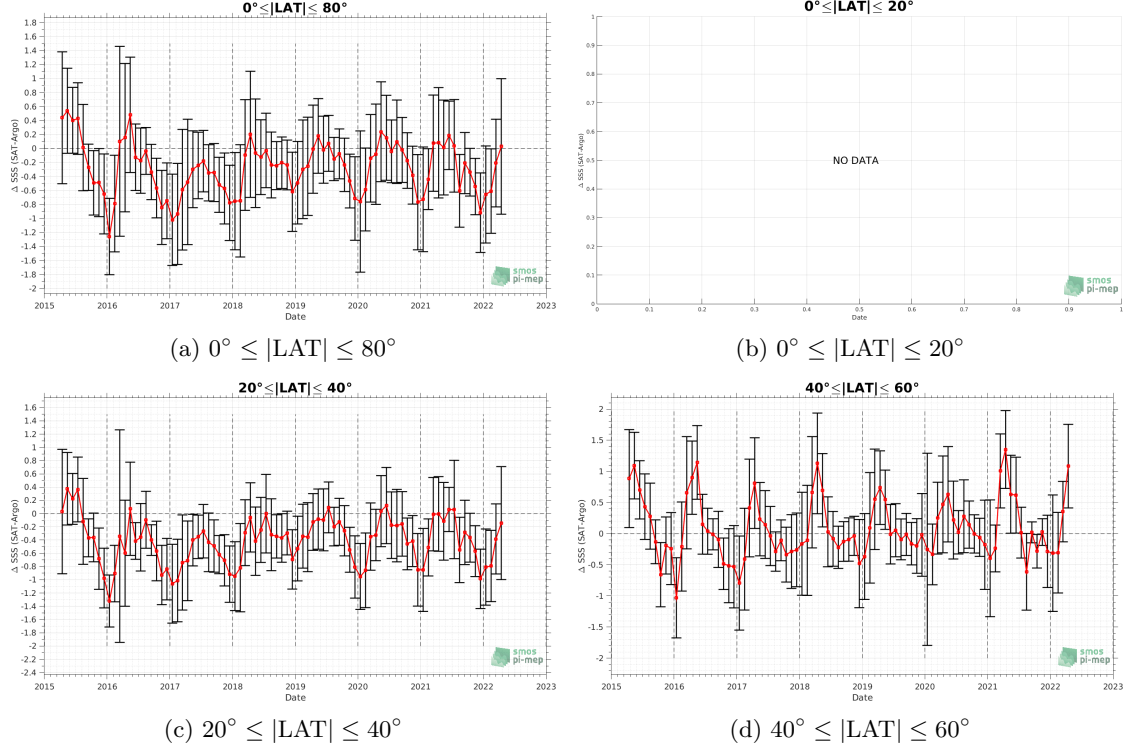 0°≤|LAT|≤ 80°
Δ SSS (SAT-Argo)
1.8
1.6
1.4
1.2
1
0.8
0.6
0.4
0.2
0
-0.2
-0.4
-0.6
-0.8
-1
-1.2
-1.4
-1.6
-1.8
-2
2015 2016 2017 2018 2019 2020 2021 2022 2023
Date
smos
pi-mep
(a) 0° ≤ |LAT| ≤ 80°
0°≤|LAT|≤ 20°
Δ SSS (SAT-Argo)
1
0.9
0.8
0.7
0.6
0.5
0.4
0.3
0.2
0.1
0
NO DATA
0 0.1 0.2 0.3 0.4 0.5 0.6 0.7 0.8 0.9 1
Date
smos
pi-mep
(b) 0° ≤ |LAT| ≤ 20°
20°≤|LAT|≤ 40°
Δ SSS (SAT-Argo)
1.6
1.4
1.2
1
0.8
0.6
0.4
0.2
0
-0.2
-0.4
-0.6
-0.8
-1
-1.2
-1.4
-1.6
-1.8
-2
-2.2
-2.4
2015 2016 2017 2018 2019 2020 2021 2022 2023
Date
smos
pi-mep
(c) 20° ≤ |LAT| ≤ 40°
40°≤|LAT|≤ 60°
Δ SSS (SAT-Argo)
2
1.5
1
0.5
0
-0.5
-1
-1.5
-2
2015 2016 2017 2018 2019 2020 2021 2022 2023
Date
smos
pi-mep
(d) 40° ≤ |LAT| ≤ 60°